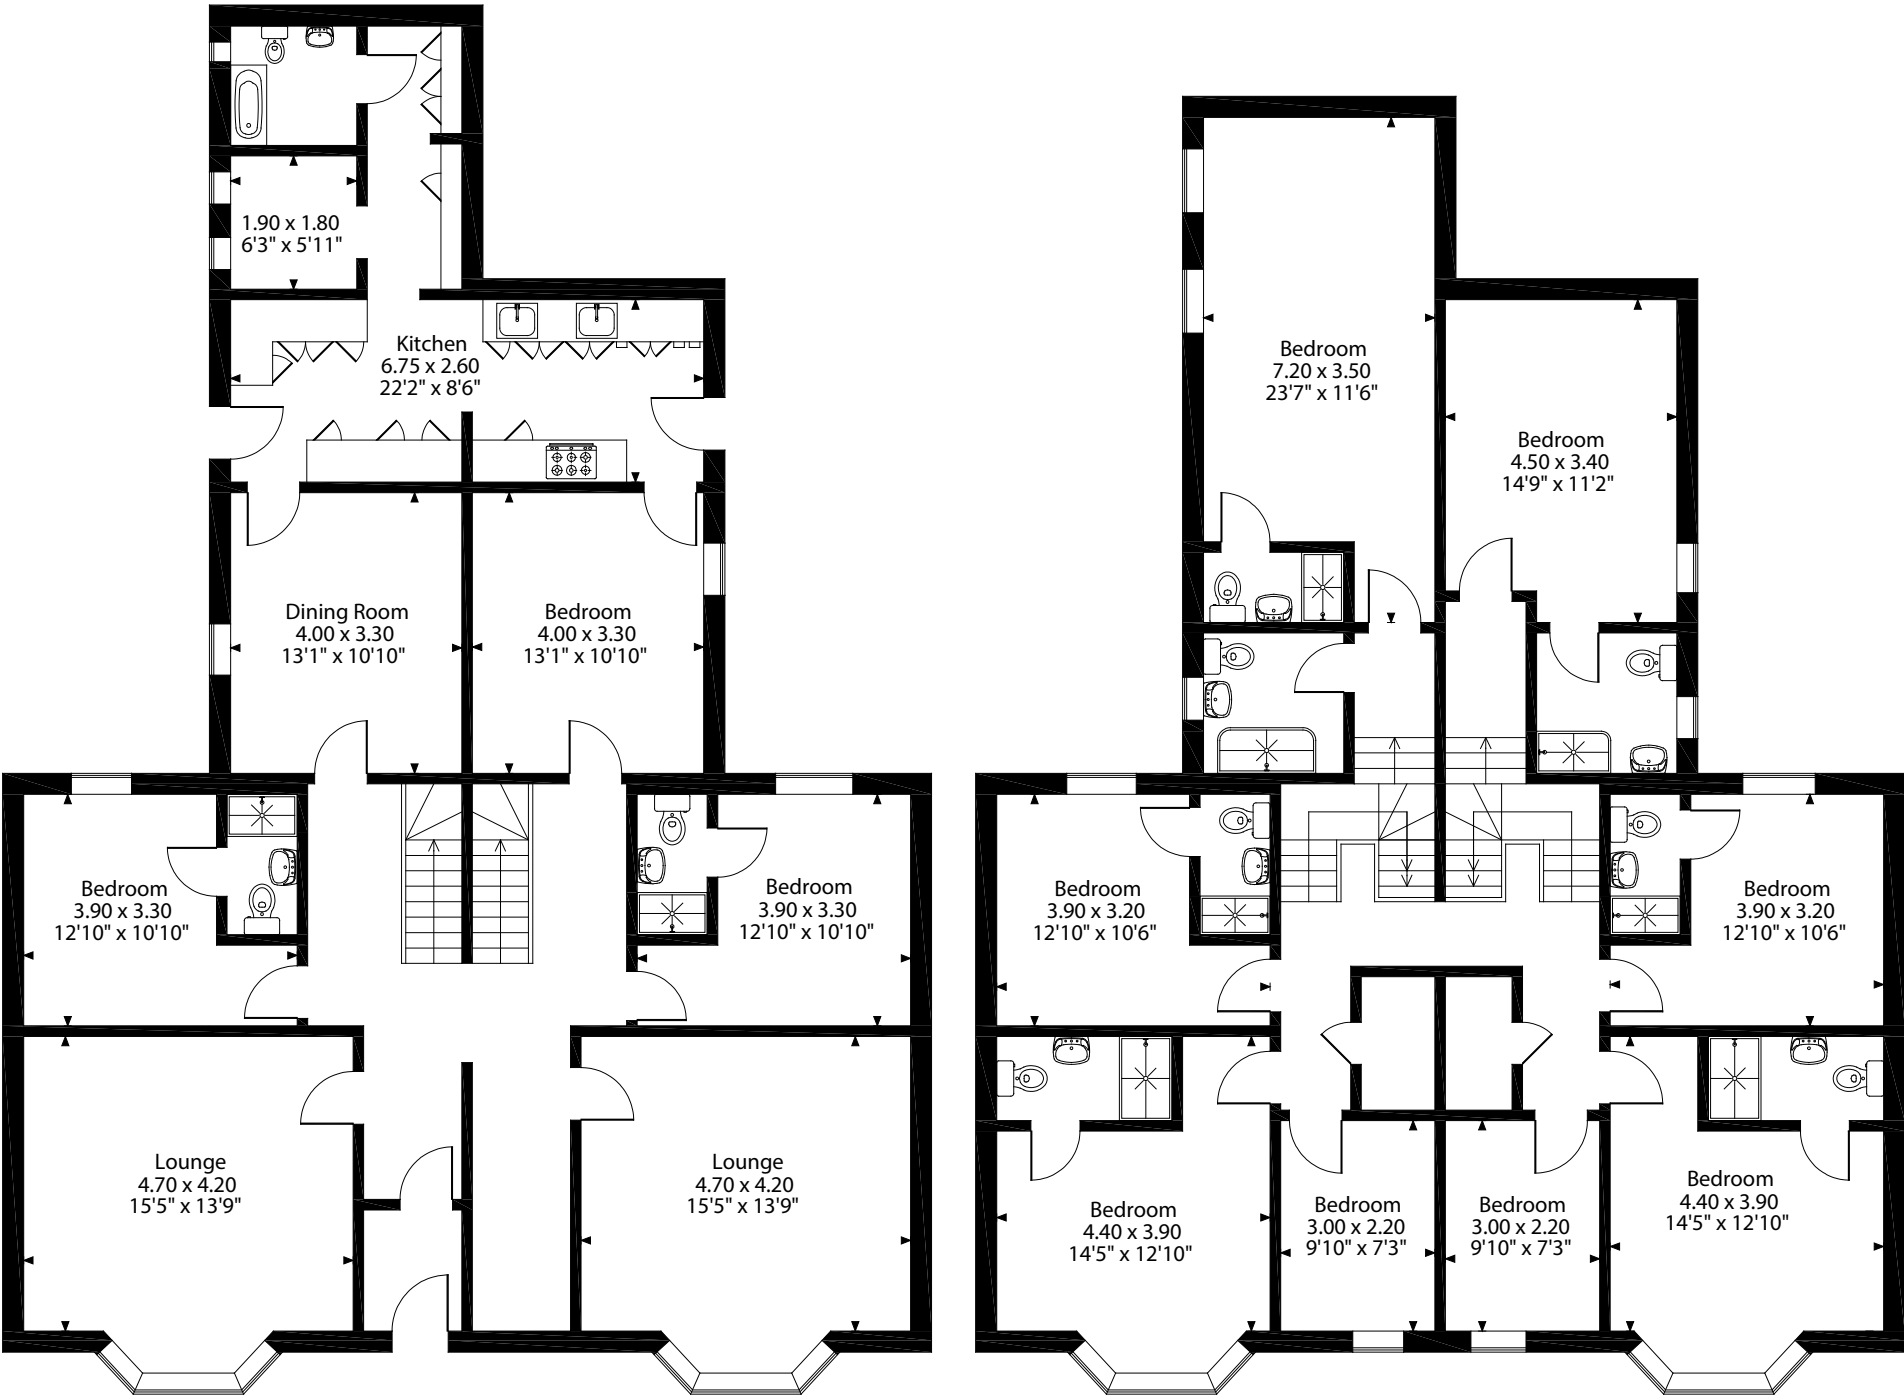 1.90 x 1.80
6'3" x 5'11"
Kitchen
6.75 x 2.60
22'2" x 8'6"
Dining Room
4.00 x 3.30
13'1" x 10'10"
Bedroom
4.00 x 3.30
13'1" x 10'10"
Bedroom
3.90 x 3.30
12'10" x 10'10"
Bedroom
3.90 x 3.30
12'10" x 10'10"
Lounge
4.70 x 4.20
15'5" x 13'9"
Lounge
4.70 x 4.20
15'5" x 13'9"
Bedroom
7.20 x 3.50
23'7" x 11'6"
Bedroom
4.50 x 3.40
14'9" x 11'2"
Bedroom
3.90 x 3.20
12'10" x 10'6"
Bedroom
3.90 x 3.20
12'10" x 10'6"
Bedroom
4.40 x 3.90
14'5" x 12'10"
Bedroom
3.00 x 2.20
9'10" x 7'3"
Bedroom
3.00 x 2.20
9'10" x 7'3"
Bedroom
4.40 x 3.90
14'5" x 12'10"